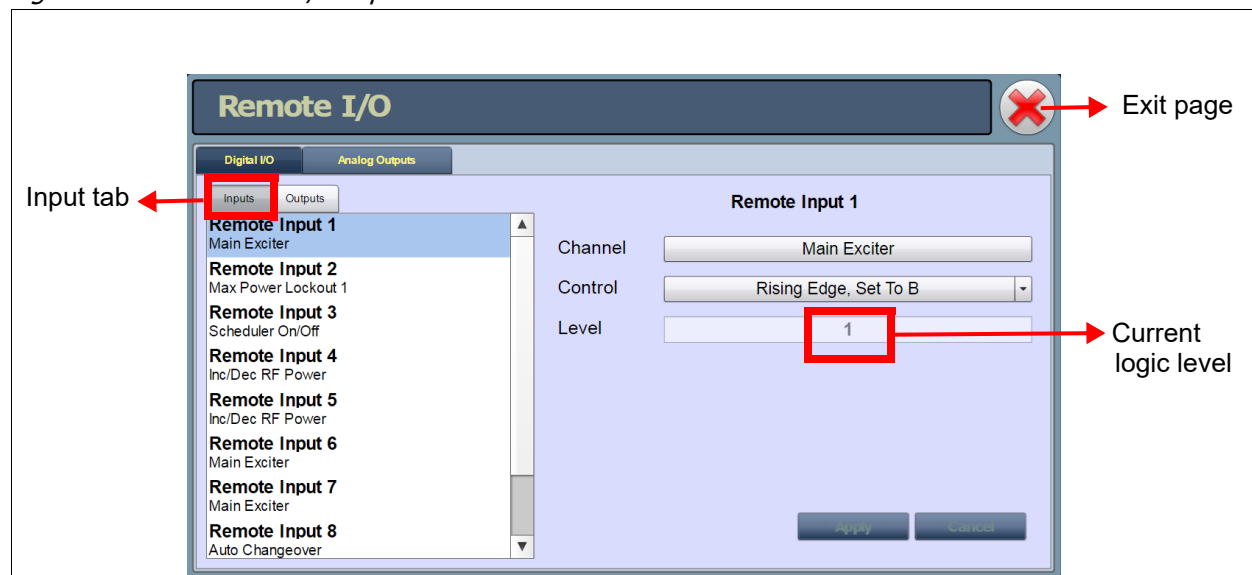 Remote I/O
Exit page
Digital I/O
Analog Outputs
Input tab
Inputs
Outputs
Remote Input 1
Main Exciter
Remote Input 2
Max Power Lockout 1
Remote Input 3
Scheduler On/Off
Remote Input 4
Inc/Dec RF Power
Remote Input 5
Inc/Dec RF Power
Remote Input 6
Main Exciter
Remote Input 7
Main Exciter
Remote Input 8
Auto Changeover
Remote Input 1
Channel
Main Exciter
Control
Rising Edge, Set To B
Level
1
Current
logic level
Apply
Cancel